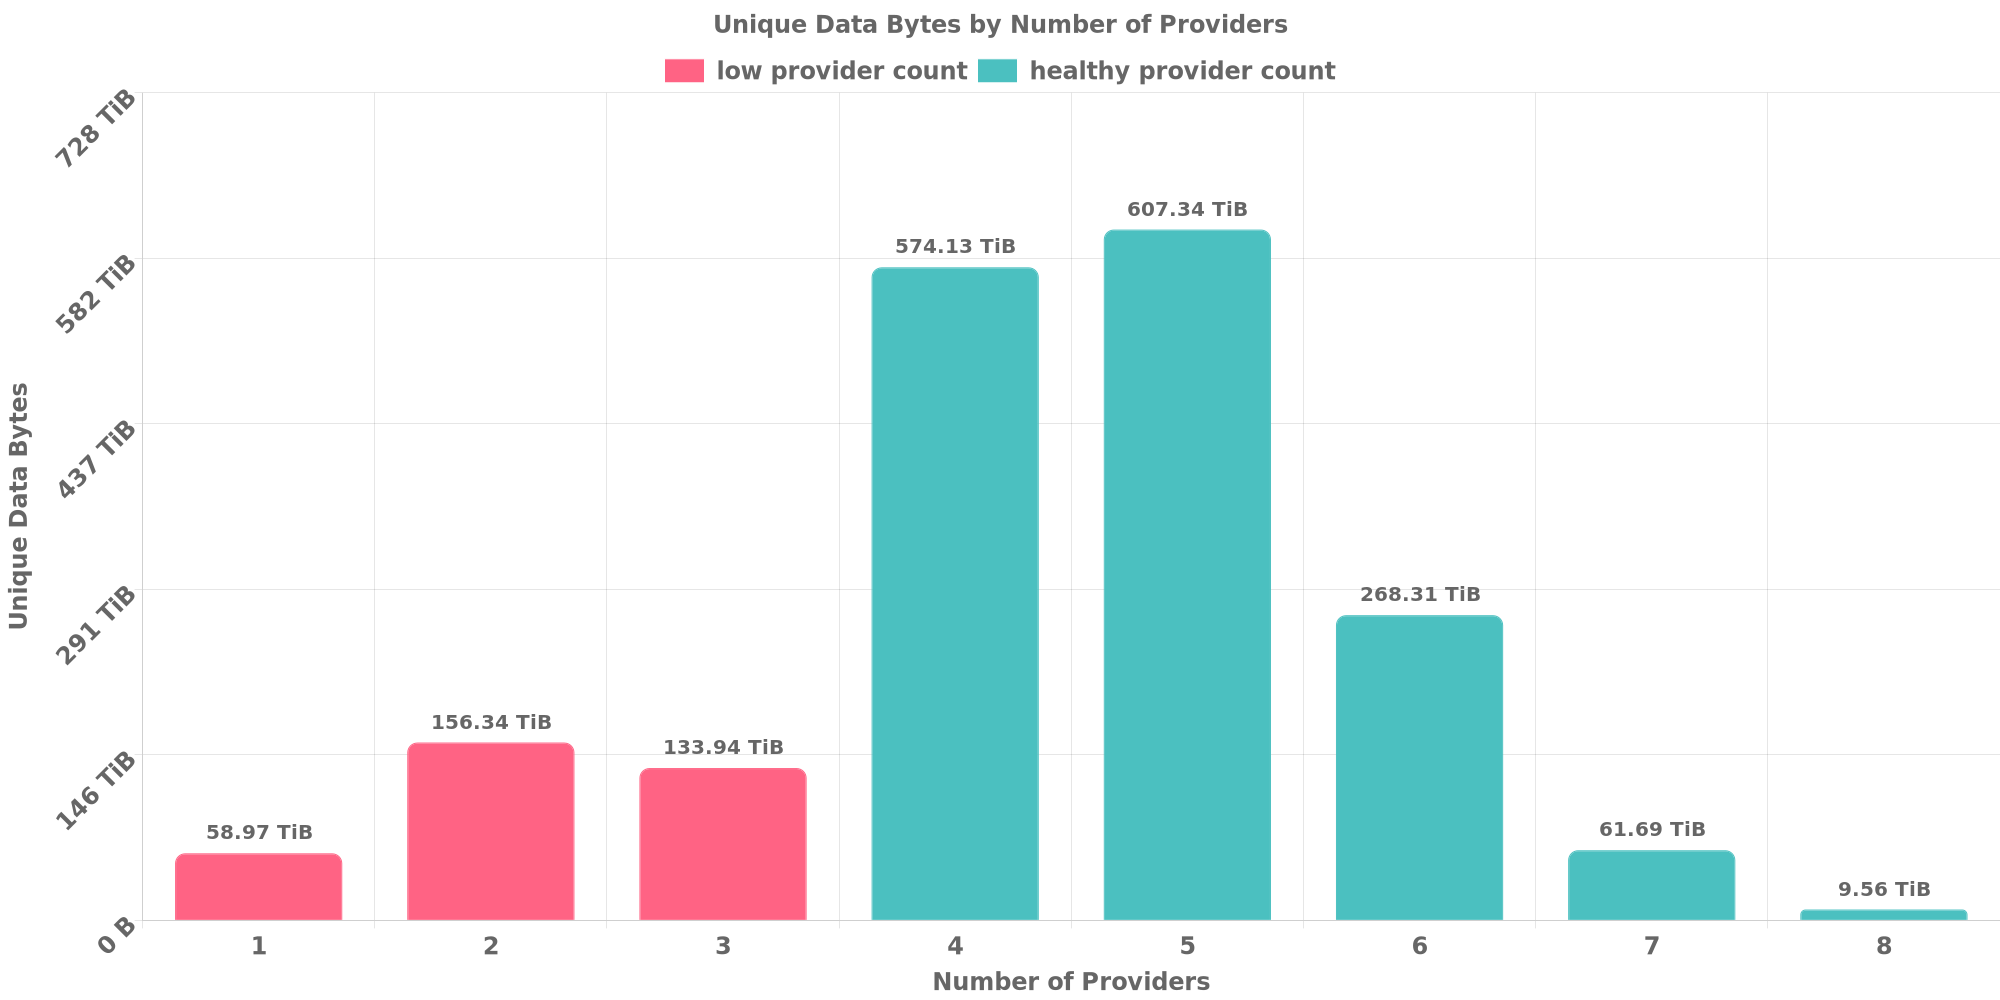 Unique Data Bytes by Number of Providers
low provider count
healthy provider count
728 TiB
582 TiB
437 TiB
291 TiB
146 TiB
0 B
Unique Data Bytes
58.97 TiB
156.34 TiB
133.94 TiB
574.13 TiB
607.34 TiB
268.31 TiB
61.69 TiB
9.56 TiB
1 2 3 4 5 6 7 8
Number of Providers